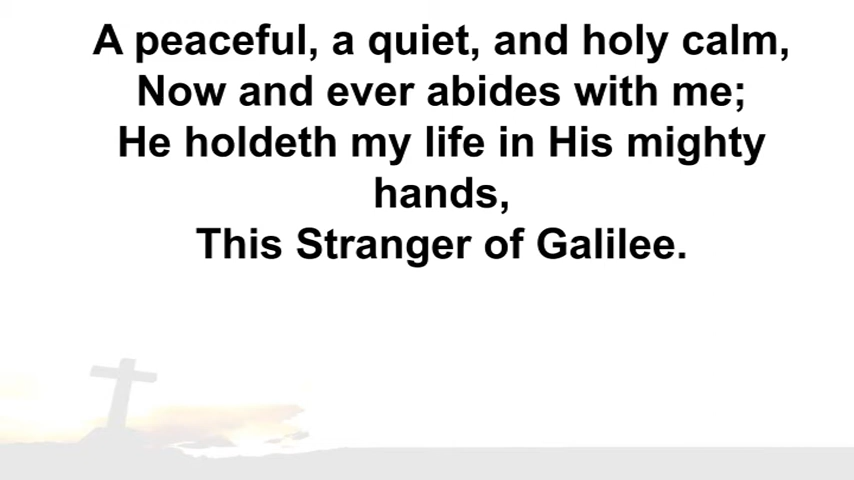 A peaceful, a quiet, and holy calm,
Now and ever abides with me;
He holdeth my life in His mighty
hands,
This Stranger of Galilee.